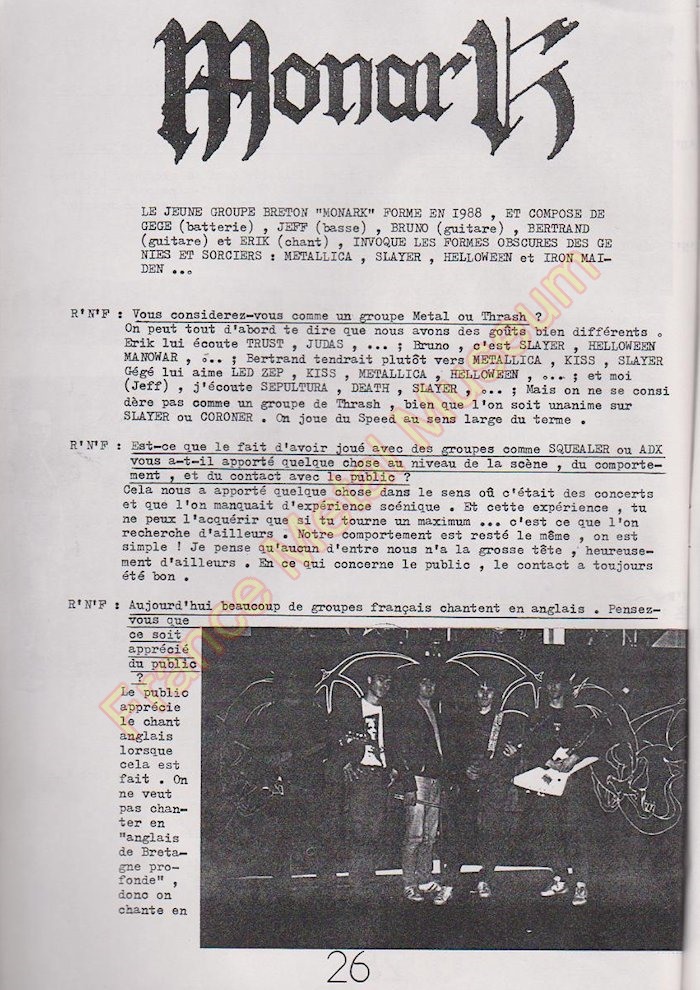 Monark
LE JEUNE GROUPE BRETON "MONARK" FORME EN I988 , ET COMPOSE DE
GEGE (batterie) , JEFF (basse) , BRUNO (guitare) , BERTRAND
(guitare) et ERIK (chant) , INVOQUE LES FORMES OBSCURES DES GE
NIES ET SORCIERS : METALLICA , SLAYER , HELLOWEEN et IRON MAI-
DEN ...
R'N'F : Vous considerez-vous comme un groupe Metal ou Thrash ?
On peut tout d'abord te dire que nous avons des goûts bien différents .
Erik lui écoute TRUST , JUDAS , ... ; Bruno , c'est SLAYER , HELLOWEEN
MANOWAR , ... ; Bertrand tendrait plutôt vers METALLICA , KISS , SLAYER
Gégé lui aime LED ZEP , KISS , METALLICA , HELLOWEEN , ... ; et moi
(Jeff) , j'écoute SEPULTURA , DEATH , SLAYER , ... ; Mais on ne se consi
dère pas comme un groupe de Thrash , bien que l'on soit unanime sur
SLAYER ou CORONER . On joue du Speed au sens large du terme .
R'N'F : Est-ce que le fait d'avoir joué avec des groupes comme SQUEALER ou ADX
vous a-t-il apporté quelque chose au niveau de la scène , du comporte-
ment , et du contact avec le public ?
Cela nous a apporté quelque chose dans le sens où c'était des concerts
et que l'on manquait d'expérience scénique . Et cette expérience , tu
ne peux l'acquérir que si tu tourne un maximum ... c'est ce que l'on
recherche d'ailleurs . Notre comportement est resté le même , on est
simple ! Je pense qu'aucun d'entre nous n'a la grosse tête , heureuse-
ment d'ailleurs . En ce qui concerne le public , le contact a toujours
été bon .
R'N'F : Aujourd'hui beaucoup de groupes français chantent en anglais . Pensez-
vous que
ce soit
apprécié
du public
?
Le public
apprécie
le chant
anglais
lorsque
cela est
fait . On
ne veut
pas chan-
ter en
"anglais
de Breta-
gne pro-
fonde" ,
donc on
chante en
26
France Metal Museum